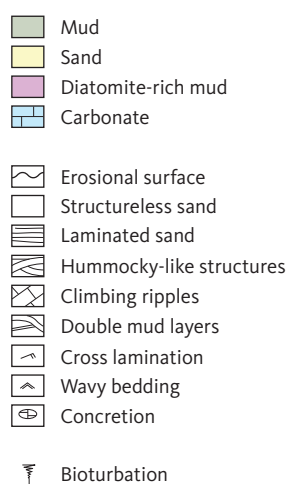 Mud
Sand
Diatomite-rich mud
Carbonate
Erosional surface
Structureless sand
Laminated sand
Hummocky-like structures
Climbing ripples
Double mud layers
Cross lamination
Wavy bedding
Concretion
Bioturbation